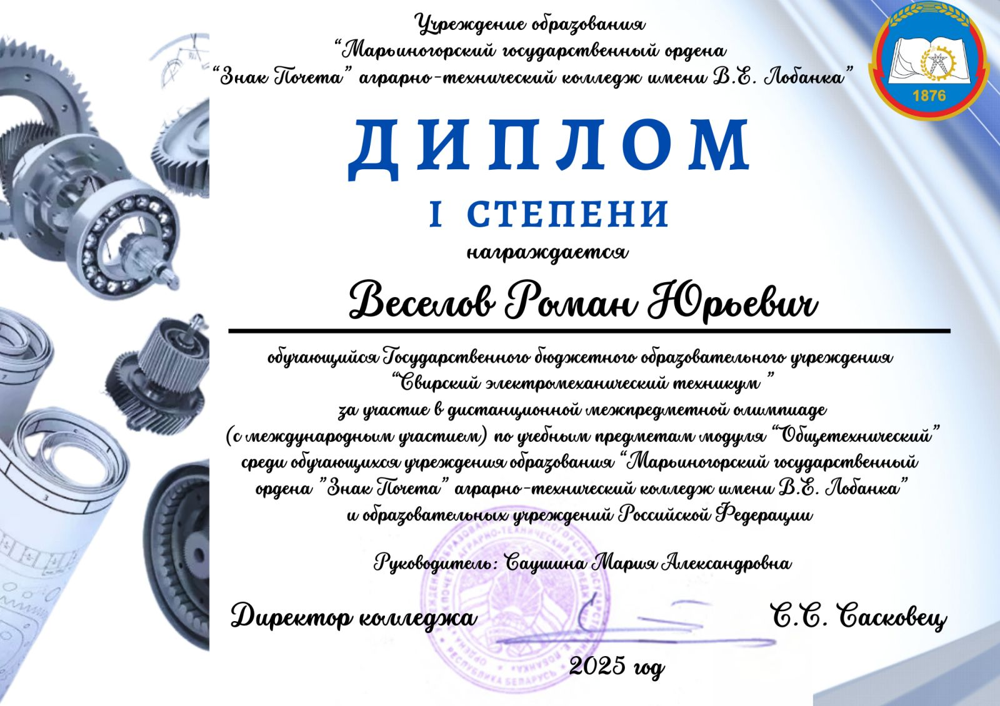 Учреждение образования
“Марьиногорский государственный ордена
“Знак Почета” аграрно-технический колледж имени В.Е. Лобанка”
1876
ДИПЛОМ
I СТЕПЕНИ
награждается
Веселов Роман Юрьевич
обучающийся Государственного бюджетного образовательного учреждения
“Свирский электромеханический техникум ”
за участие в дистанционной межпредметной олимпиаде
(с международным участием) по учебным предметам модуля “Общетехнический”
среди обучающихся учреждения образования “Марьиногорский государственный
ордена ”Знак Почета” аграрно-технический колледж имени В.Е. Лобанка”
и образовательных учреждений Российской Федерации
Руководитель: Саушина Мария Александровна
Директор колледжа
С.С. Сасковец
РЕСПУБЛИКА БЕЛАРУСЬ
2025 год